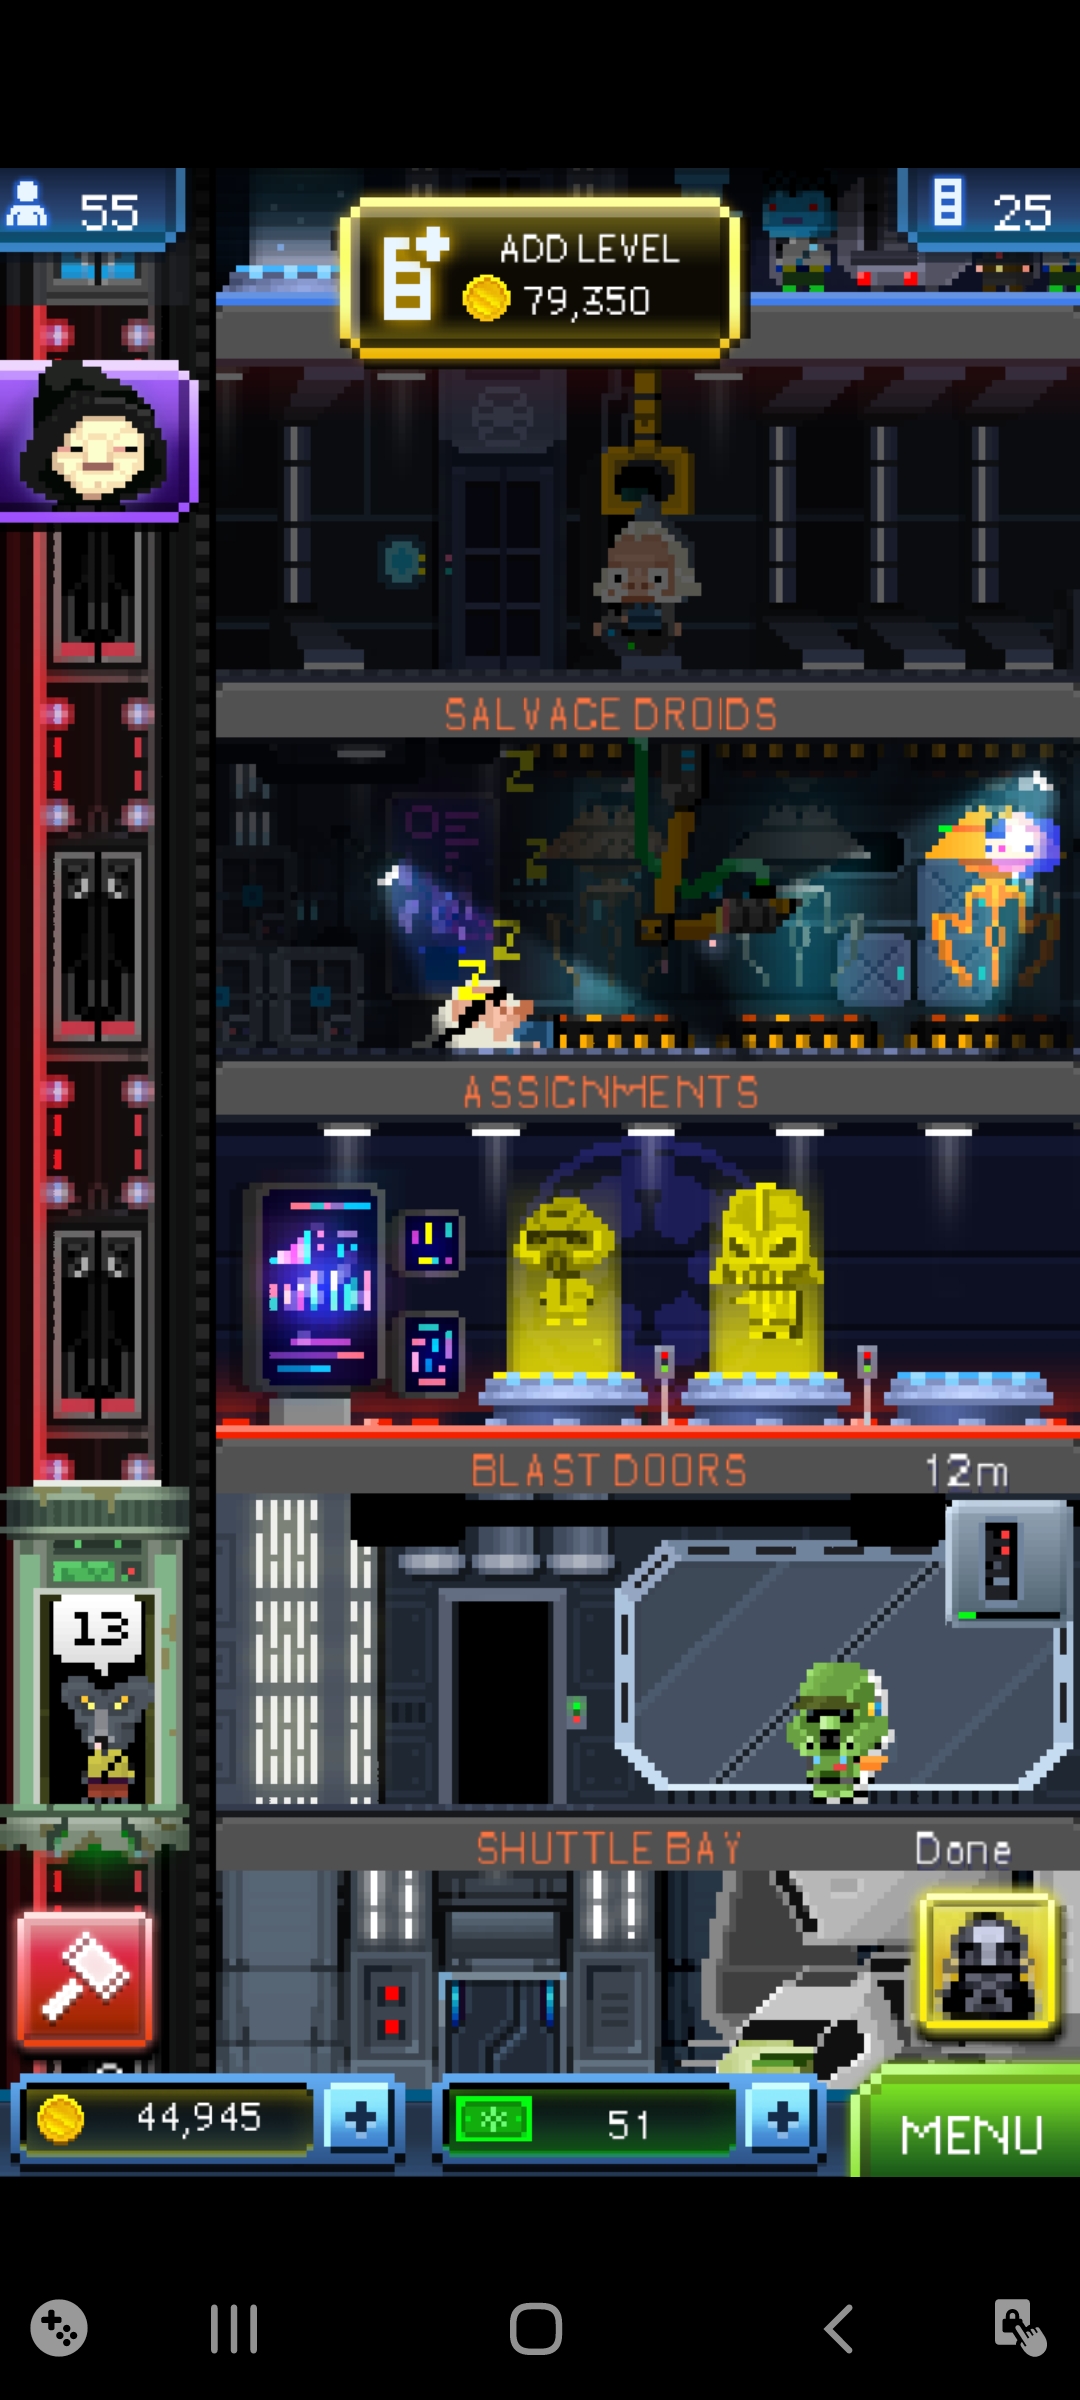 55
25
ADD LEVEL
79,350
SALVAGE DROIDS
Z
Z
Z
Z
ASSIGNMENTS
BLAST DOORS
12m
13
SHUTTLE BAY
Done
44,945
51
MENU